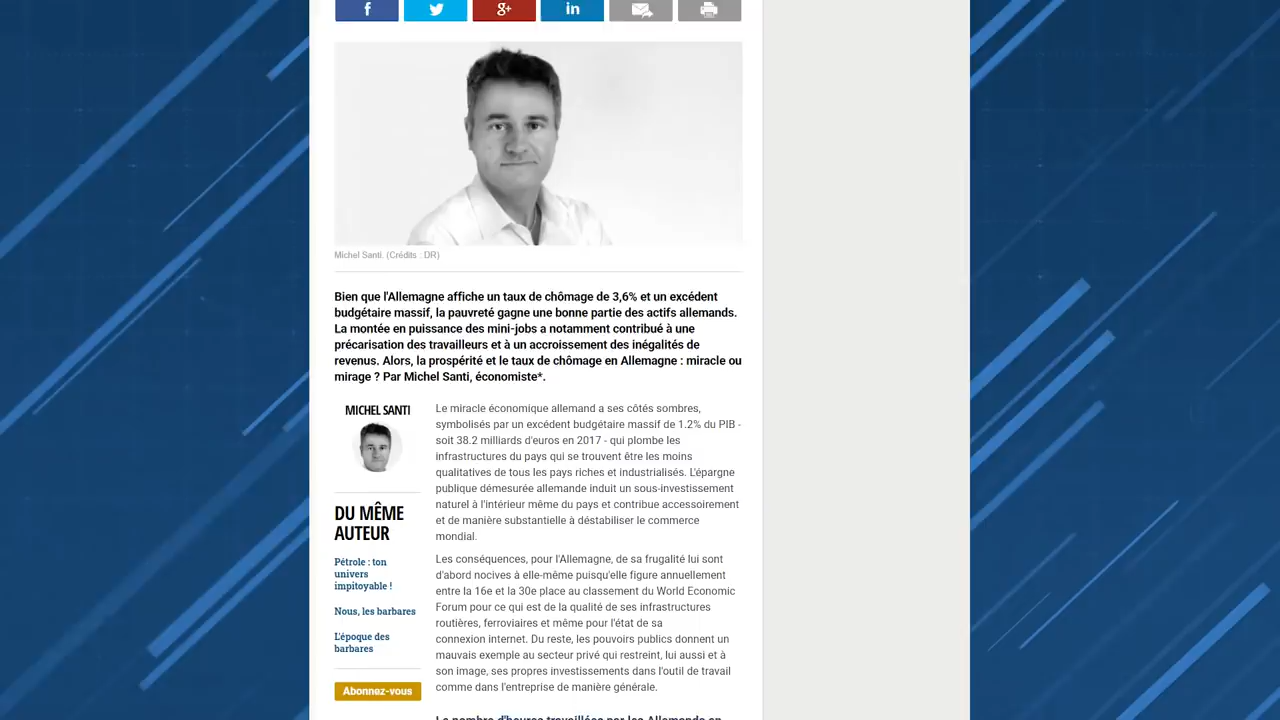 Michel Santi. (Crédits : DR)
Bien que l'Allemagne affiche un taux de chômage de 3,6% et un excédent
budgétaire massif, la pauvreté gagne une bonne partie des actifs allemands.
La montée en puissance des mini-jobs a notamment contribué à une
précarisation des travailleurs et à un accroissement des inégalités de
revenus. Alors, la prospérité et le taux de chômage en Allemagne : miracle ou
mirage ? Par Michel Santi, économiste*.
MICHEL SANTI
DU MÊME
AUTEUR
Pétrole : ton
univers
impitoyable !
Nous, les barbares
L'époque des
barbares
Abonnez-vous
Le miracle économique allemand a ses côtés sombres,
symbolisés par un excédent budgétaire massif de 1.2% du PIB -
soit 38.2 milliards d'euros en 2017 - qui plombe les
infrastructures du pays qui se trouvent être les moins
qualitatives de tous les pays riches et industrialisés. L'épargne
publique démesurée allemande induit un sous-investissement
naturel à l'intérieur même du pays et contribue accessoirement
et de manière substantielle à déstabiliser le commerce
mondial.
Les conséquences, pour l'Allemagne, de sa frugalité lui sont
d'abord nocives à elle-même puisqu'elle figure annuellement
entre la 16e et la 30e place au classement du World Economic
Forum pour ce qui est de la qualité de ses infrastructures
routières, ferroviaires et même pour l'état de sa
connexion internet. Du reste, les pouvoirs publics donnent un
mauvais exemple au secteur privé qui restreint, lui aussi et à
son image, ses propres investissements dans l'outil de travail
comme dans l'entreprise de manière générale.
Le nombre d'heures travaillées par les Allemands en